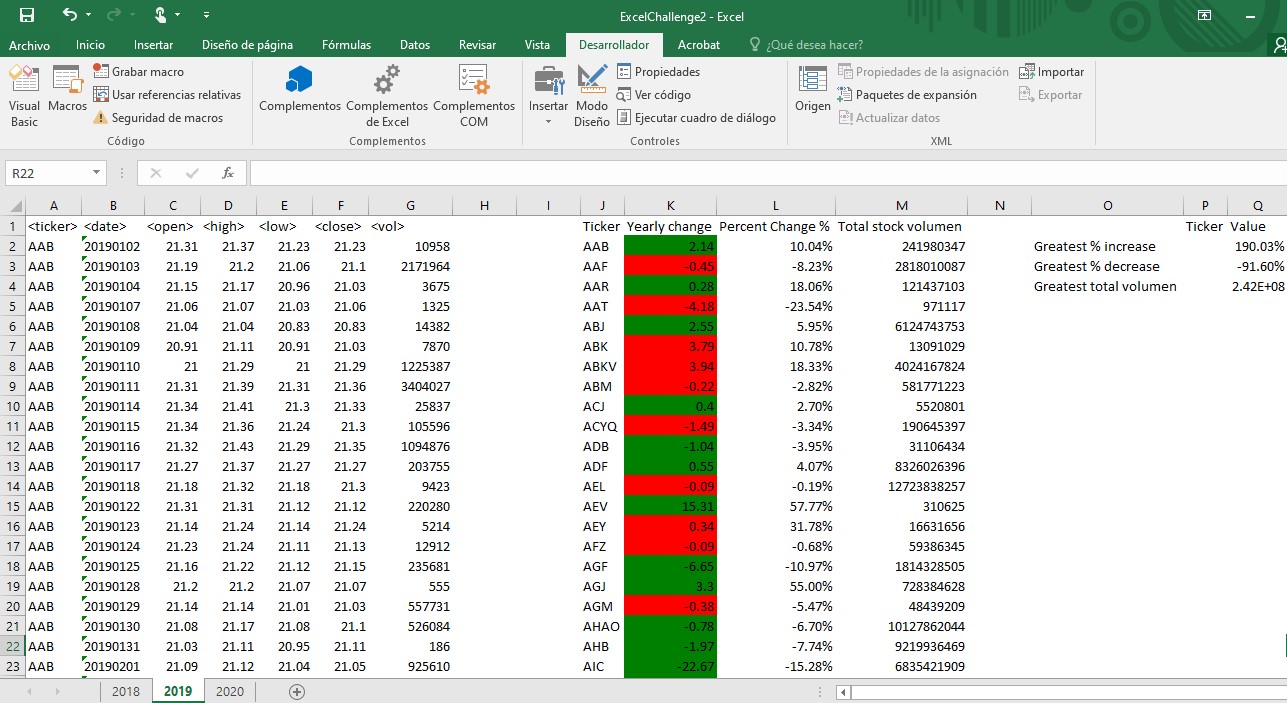 ExcelChallenge2 - Excel
Archivo Inicio Insertar Diseño de página Fórmulas Datos Revisar Vista Desarrollador Acrobat ¿Qué desea hacer?
Visual Basic
Macros
Grabar macro
Usar referencias relativas
Seguridad de macros
Código
Complementos
Complementos de Excel
Complementos COM
Complementos
Insertar
Modo Diseño
Propiedades
Ver código
Ejecutar cuadro de diálogo
Controles
Origen
Propiedades de la asignación
Paquetes de expansión
Actualizar datos
Importar
Exportar
XML
R22 fx
A B C D E F G H I J K L M N O P Q
1 <ticker> <date> <open> <high> <low> <close> <vol> Ticker Yearly change Percent Change % Total stock volumen Ticker Value
2 AAB 20190102 21.31 21.37 21.23 21.23 10958 AAB 2.14 10.04% 241980347 Greatest % increase 190.03%
3 AAB 20190103 21.19 21.2 21.06 21.1 2171964 AAF -0.45 -8.23% 2818010087 Greatest % decrease -91.60%
4 AAB 20190104 21.15 21.17 20.96 21.03 3675 AAR 0.28 18.06% 121437103 Greatest total volumen 2.42E+08
5 AAB 20190107 21.06 21.07 21.03 21.06 1325 AAT -4.18 -23.54% 971117
6 AAB 20190108 21.04 21.04 20.83 20.83 14382 ABJ 2.55 5.95% 6124743753
7 AAB 20190109 20.91 21.11 20.91 21.03 7870 ABK 3.79 10.78% 13091029
8 AAB 20190110 21 21.29 21 21.29 1225387 ABKV 3.94 18.33% 4024167824
9 AAB 20190111 21.31 21.39 21.31 21.36 3404027 ABM -0.22 -2.82% 581771223
10 AAB 20190114 21.34 21.41 21.3 21.33 25837 ACJ 0.4 2.70% 5520801
11 AAB 20190115 21.34 21.36 21.24 21.3 105596 ACYQ -1.49 -3.34% 190645397
12 AAB 20190116 21.32 21.43 21.29 21.35 1094876 ADB -1.04 -3.95% 31106434
13 AAB 20190117 21.27 21.37 21.27 21.27 203755 ADF 0.55 4.07% 8326026396
14 AAB 20190118 21.18 21.32 21.18 21.3 9423 AEL -0.09 -0.19% 12723838257
15 AAB 20190122 21.31 21.31 21.12 21.12 220280 AEV 15.31 57.77% 310625
16 AAB 20190123 21.14 21.24 21.14 21.24 5214 AEY 0.34 31.78% 16631656
17 AAB 20190124 21.23 21.24 21.11 21.13 12912 AFZ -0.09 -0.68% 59386345
18 AAB 20190125 21.16 21.22 21.12 21.15 235681 AGF -6.65 -10.97% 1814328505
19 AAB 20190128 21.2 21.2 21.07 21.07 555 AGJ 3.3 55.00% 728384628
20 AAB 20190129 21.14 21.14 21.01 21.03 557731 AGM -0.38 -5.47% 48439209
21 AAB 20190130 21.08 21.17 21.08 21.1 526084 AHAO -0.78 -6.70% 10127862044
22 AAB 20190131 21.03 21.11 20.95 21.11 186 AHB -1.97 -7.74% 9219936469
23 AAB 20190201 21.09 21.12 21.04 21.05 925610 AIC -22.67 -15.28% 6835421909
2018 2019 2020